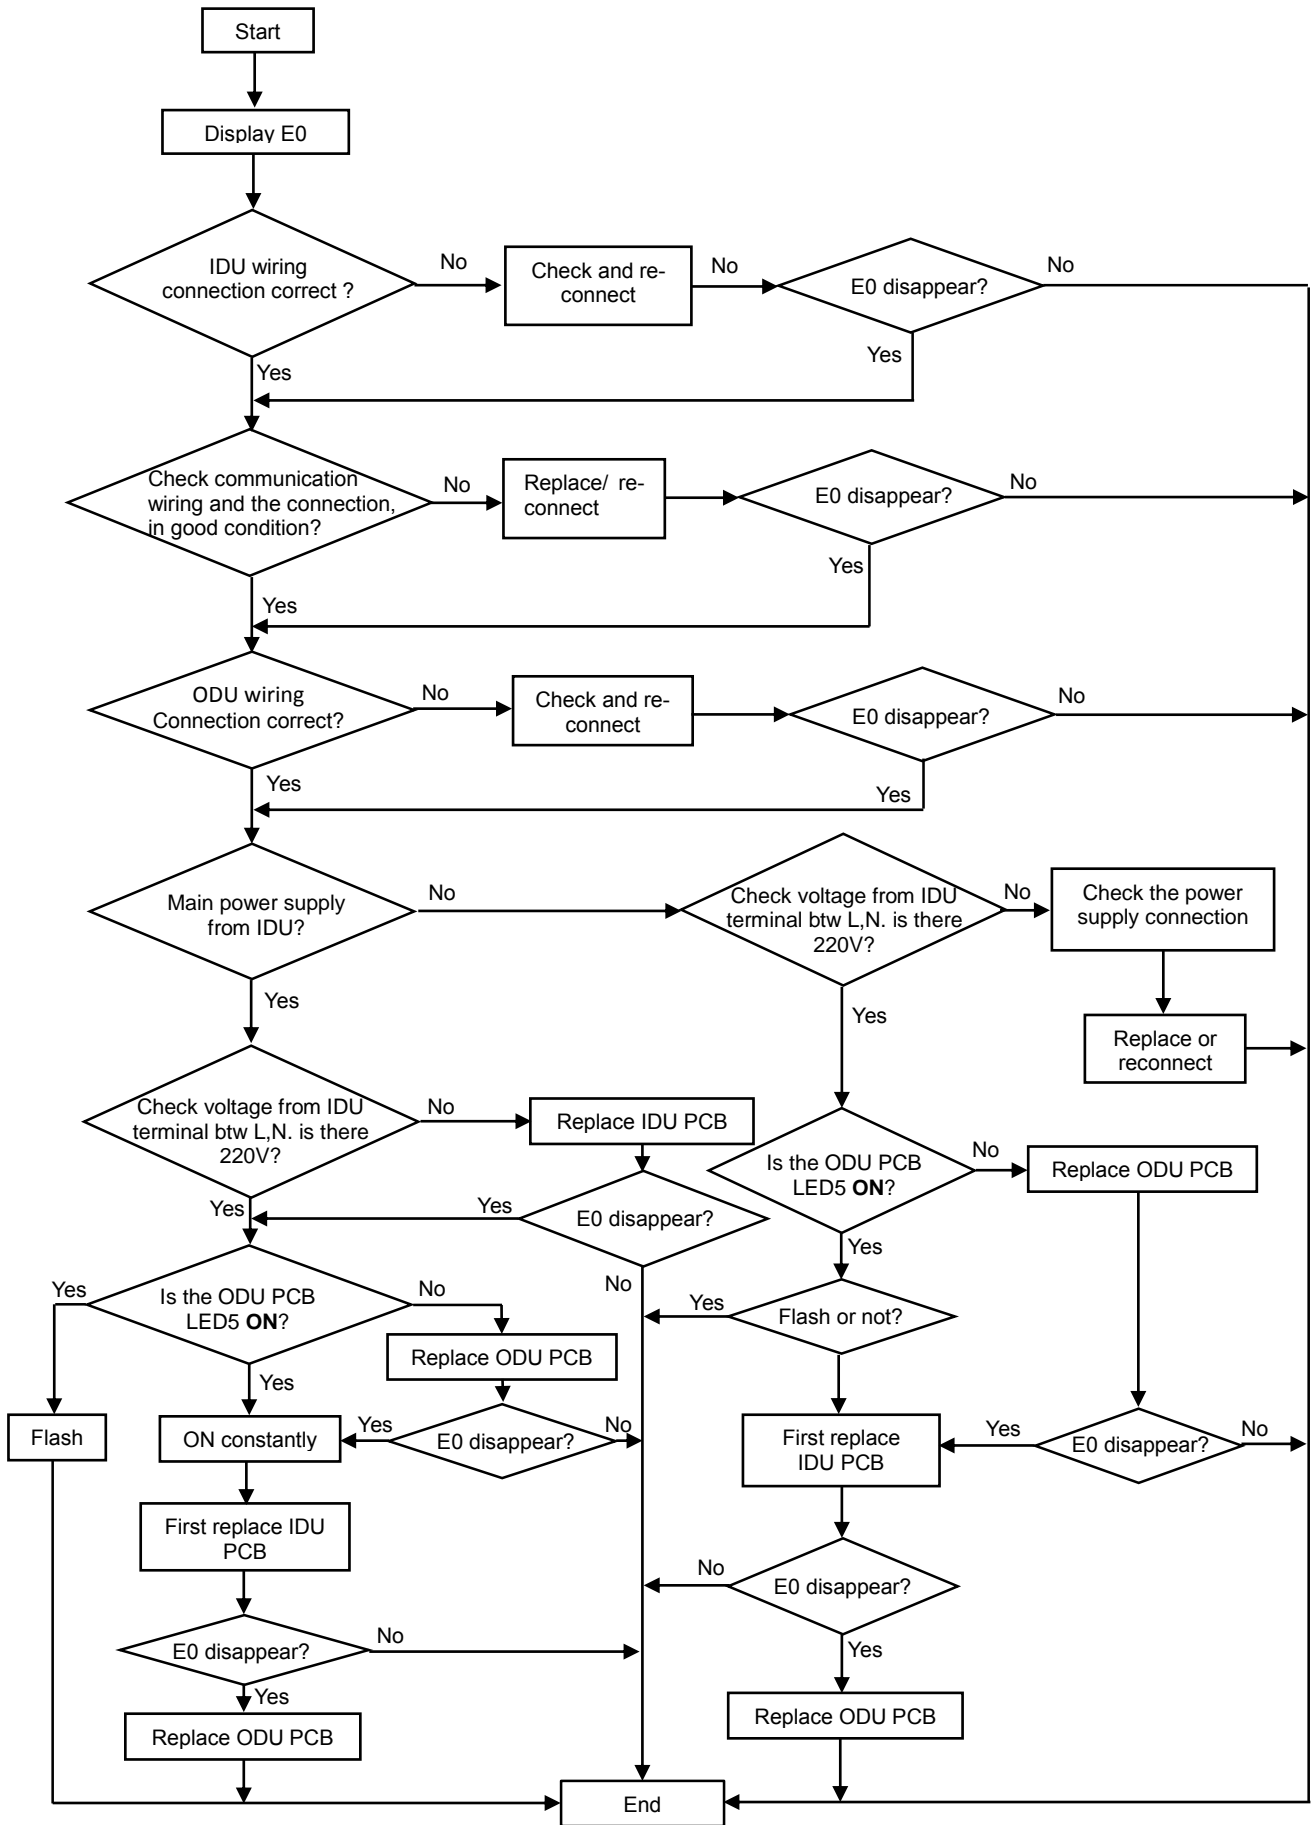 Start
Display E0
IDU wiring
connection correct ?
No
Check and re-
connect
No
E0 disappear?
No
Yes
Yes
Check communication
wiring and the connection,
in good condition?
No
Replace/ re-
connect
E0 disappear?
No
Yes
Yes
ODU wiring
Connection correct?
No
Check and re-
connect
E0 disappear?
No
Yes
Yes
Main power supply
from IDU?
No
Check voltage from IDU
terminal btw L,N. is there
220V?
No
Check the power
supply connection
Yes
Yes
Replace or
reconnect
Check voltage from IDU
terminal btw L,N. is there
220V?
No
Replace IDU PCB
Is the ODU PCB
LED5 ON?
No
Replace ODU PCB
Yes
Yes
E0 disappear?
Yes
No
Yes
Is the ODU PCB
LED5 ON?
No
Yes
Flash or not?
Replace ODU PCB
Yes
Flash
ON constantly
Yes
E0 disappear?
No
First replace
IDU PCB
Yes
E0 disappear?
No
First replace IDU
PCB
No
E0 disappear?
E0 disappear?
No
Yes
Yes
Replace ODU PCB
Replace ODU PCB
End